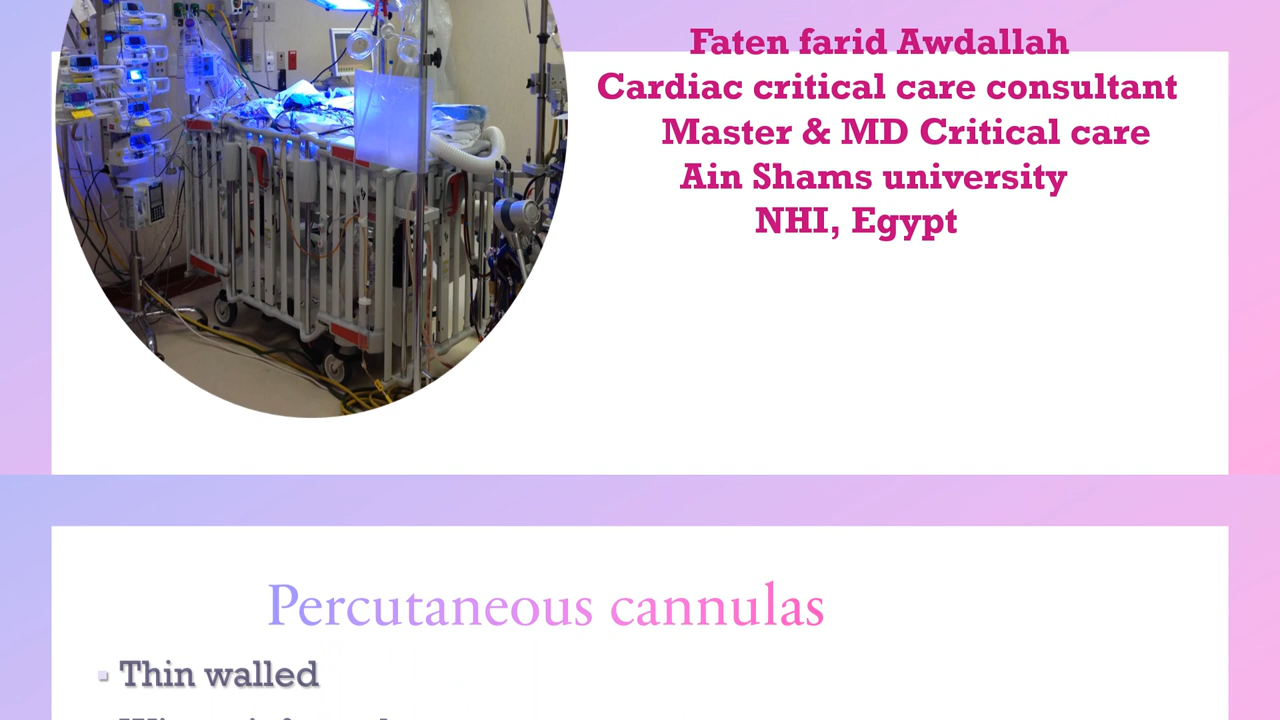 Faten farid Awdallah
Cardiac critical care consultant
Master & MD Critical care
Ain Shams university
NHI, Egypt
Percutaneous cannulas
Thin walled